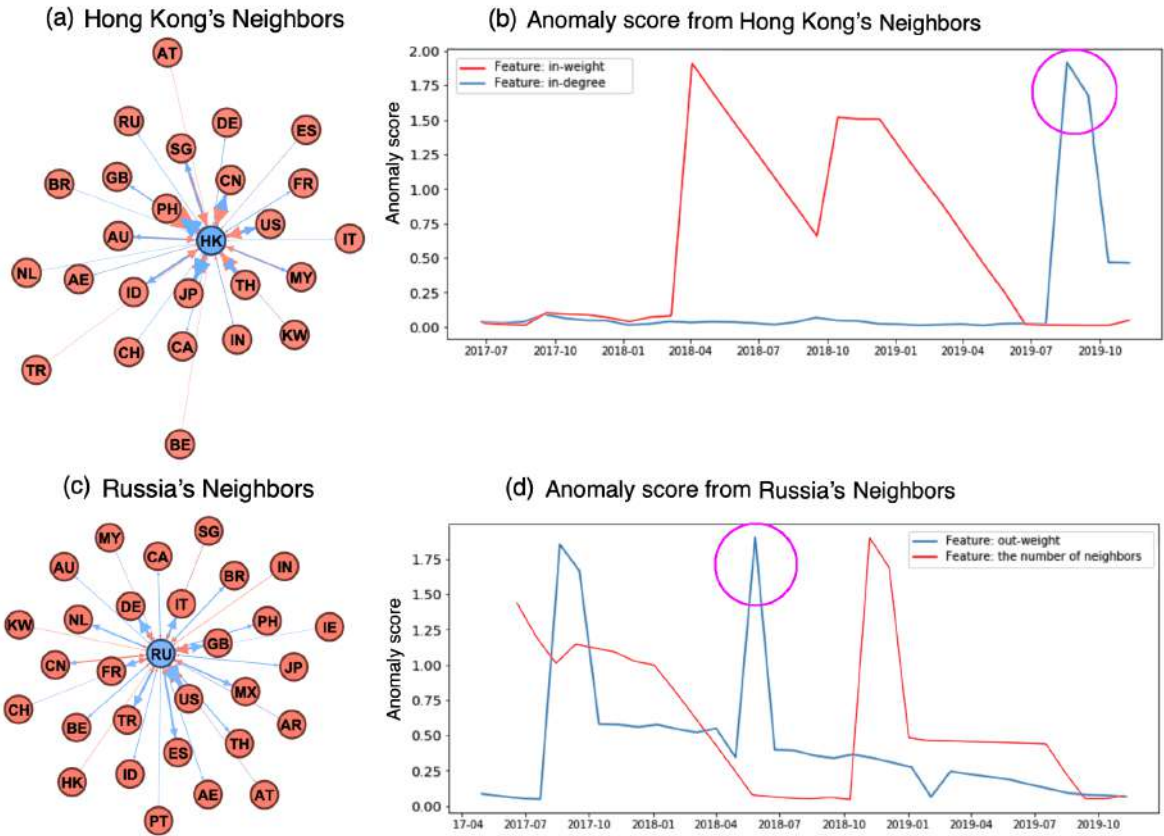 (a) Hong Kong's Neighbors
AT
RU
DE
ES
SG
GB
CN
FR
BR
PH
US
AU
HK
IT
NL
AE
ID
JP
TH
MY
CH
CA
IN
KW
TR
BE
(b) Anomaly score from Hong Kong's Neighbors
Feature: in-weight
Feature: in-degree
Anomaly score
2.00
1.75
1.50
1.25
1.00
0.75
0.50
0.25
0.00
2017-07 2017-10 2018-01 2018-04 2018-07 2018-10 2019-01 2019-04 2019-07 2019-10
(c) Russia's Neighbors
SG
MY
CA
AU
BR
IN
DE
IT
KW
NL
PH
IE
GB
RU
CN
FR
JP
US
MX
CH
BE
TR
AR
ES
TH
HK
ID
AE
AT
PT
(d) Anomaly score from Russia's Neighbors
Feature: out-weight
Feature: the number of neighbors
Anomaly score
1.75
1.50
1.25
1.00
0.75
0.50
0.25
0.00
17-04 2017-07 2017-10 2018-01 2018-04 2018-07 2018-10 2019-01 2019-04 2019-07 2019-10